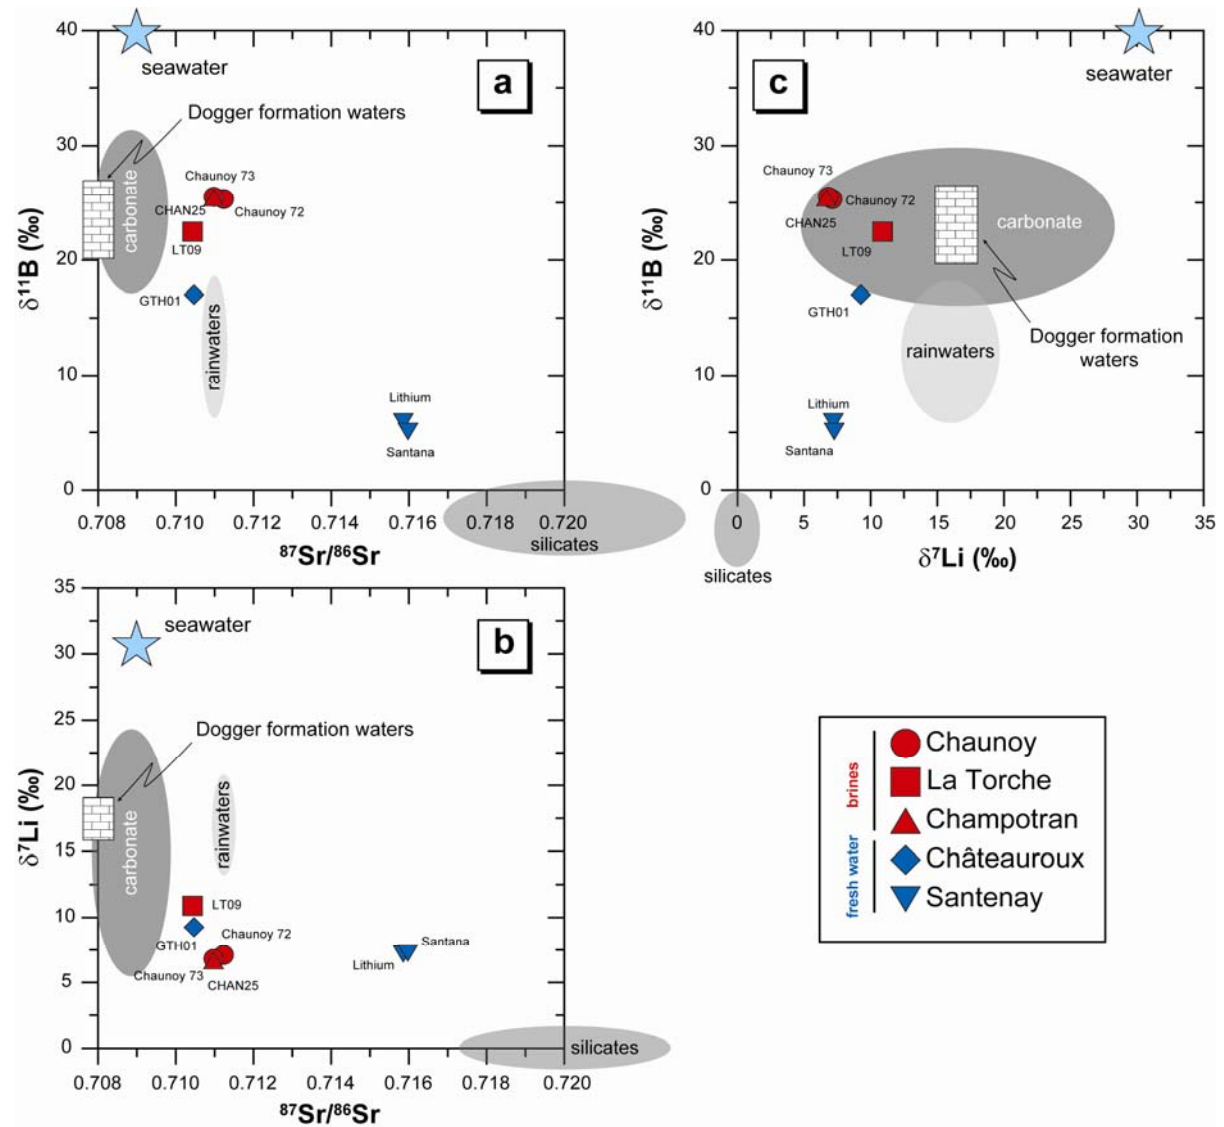 40
30
20
10
0
δ¹¹B (‰)
seawater
a
Dogger formation waters
carbonate
Chaunoy 73
CHAN25
Chaunoy 72
LT09
GTH01
rainwaters
Lithium
Santana
0.708
0.710
0.712
0.714
0.716
0.718
0.720
silicates
⁸⁷Sr/⁸⁶Sr
40
30
20
10
0
δ¹¹B (‰)
c
seawater
Chaunoy 73
Chaunoy 72
CHAN25
carbonate
LT09
GTH01
Dogger formation
waters
rainwaters
Lithium
Santana
0
5
10
15
20
25
30
35
silicates
δ⁷Li (‰)
35
30
25
20
15
10
5
0
δ⁷Li (‰)
seawater
b
Dogger formation waters
carbonate
rainwaters
LT09
GTH01
Chaunoy 72
Chaunoy 73
CHAN25
Santana
Lithium
silicates
0.708
0.710
0.712
0.714
0.716
0.718
0.720
⁸⁷Sr/⁸⁶Sr
brines
Chaunoy
La Torche
Champotran
fresh water
Châteauroux
Santenay